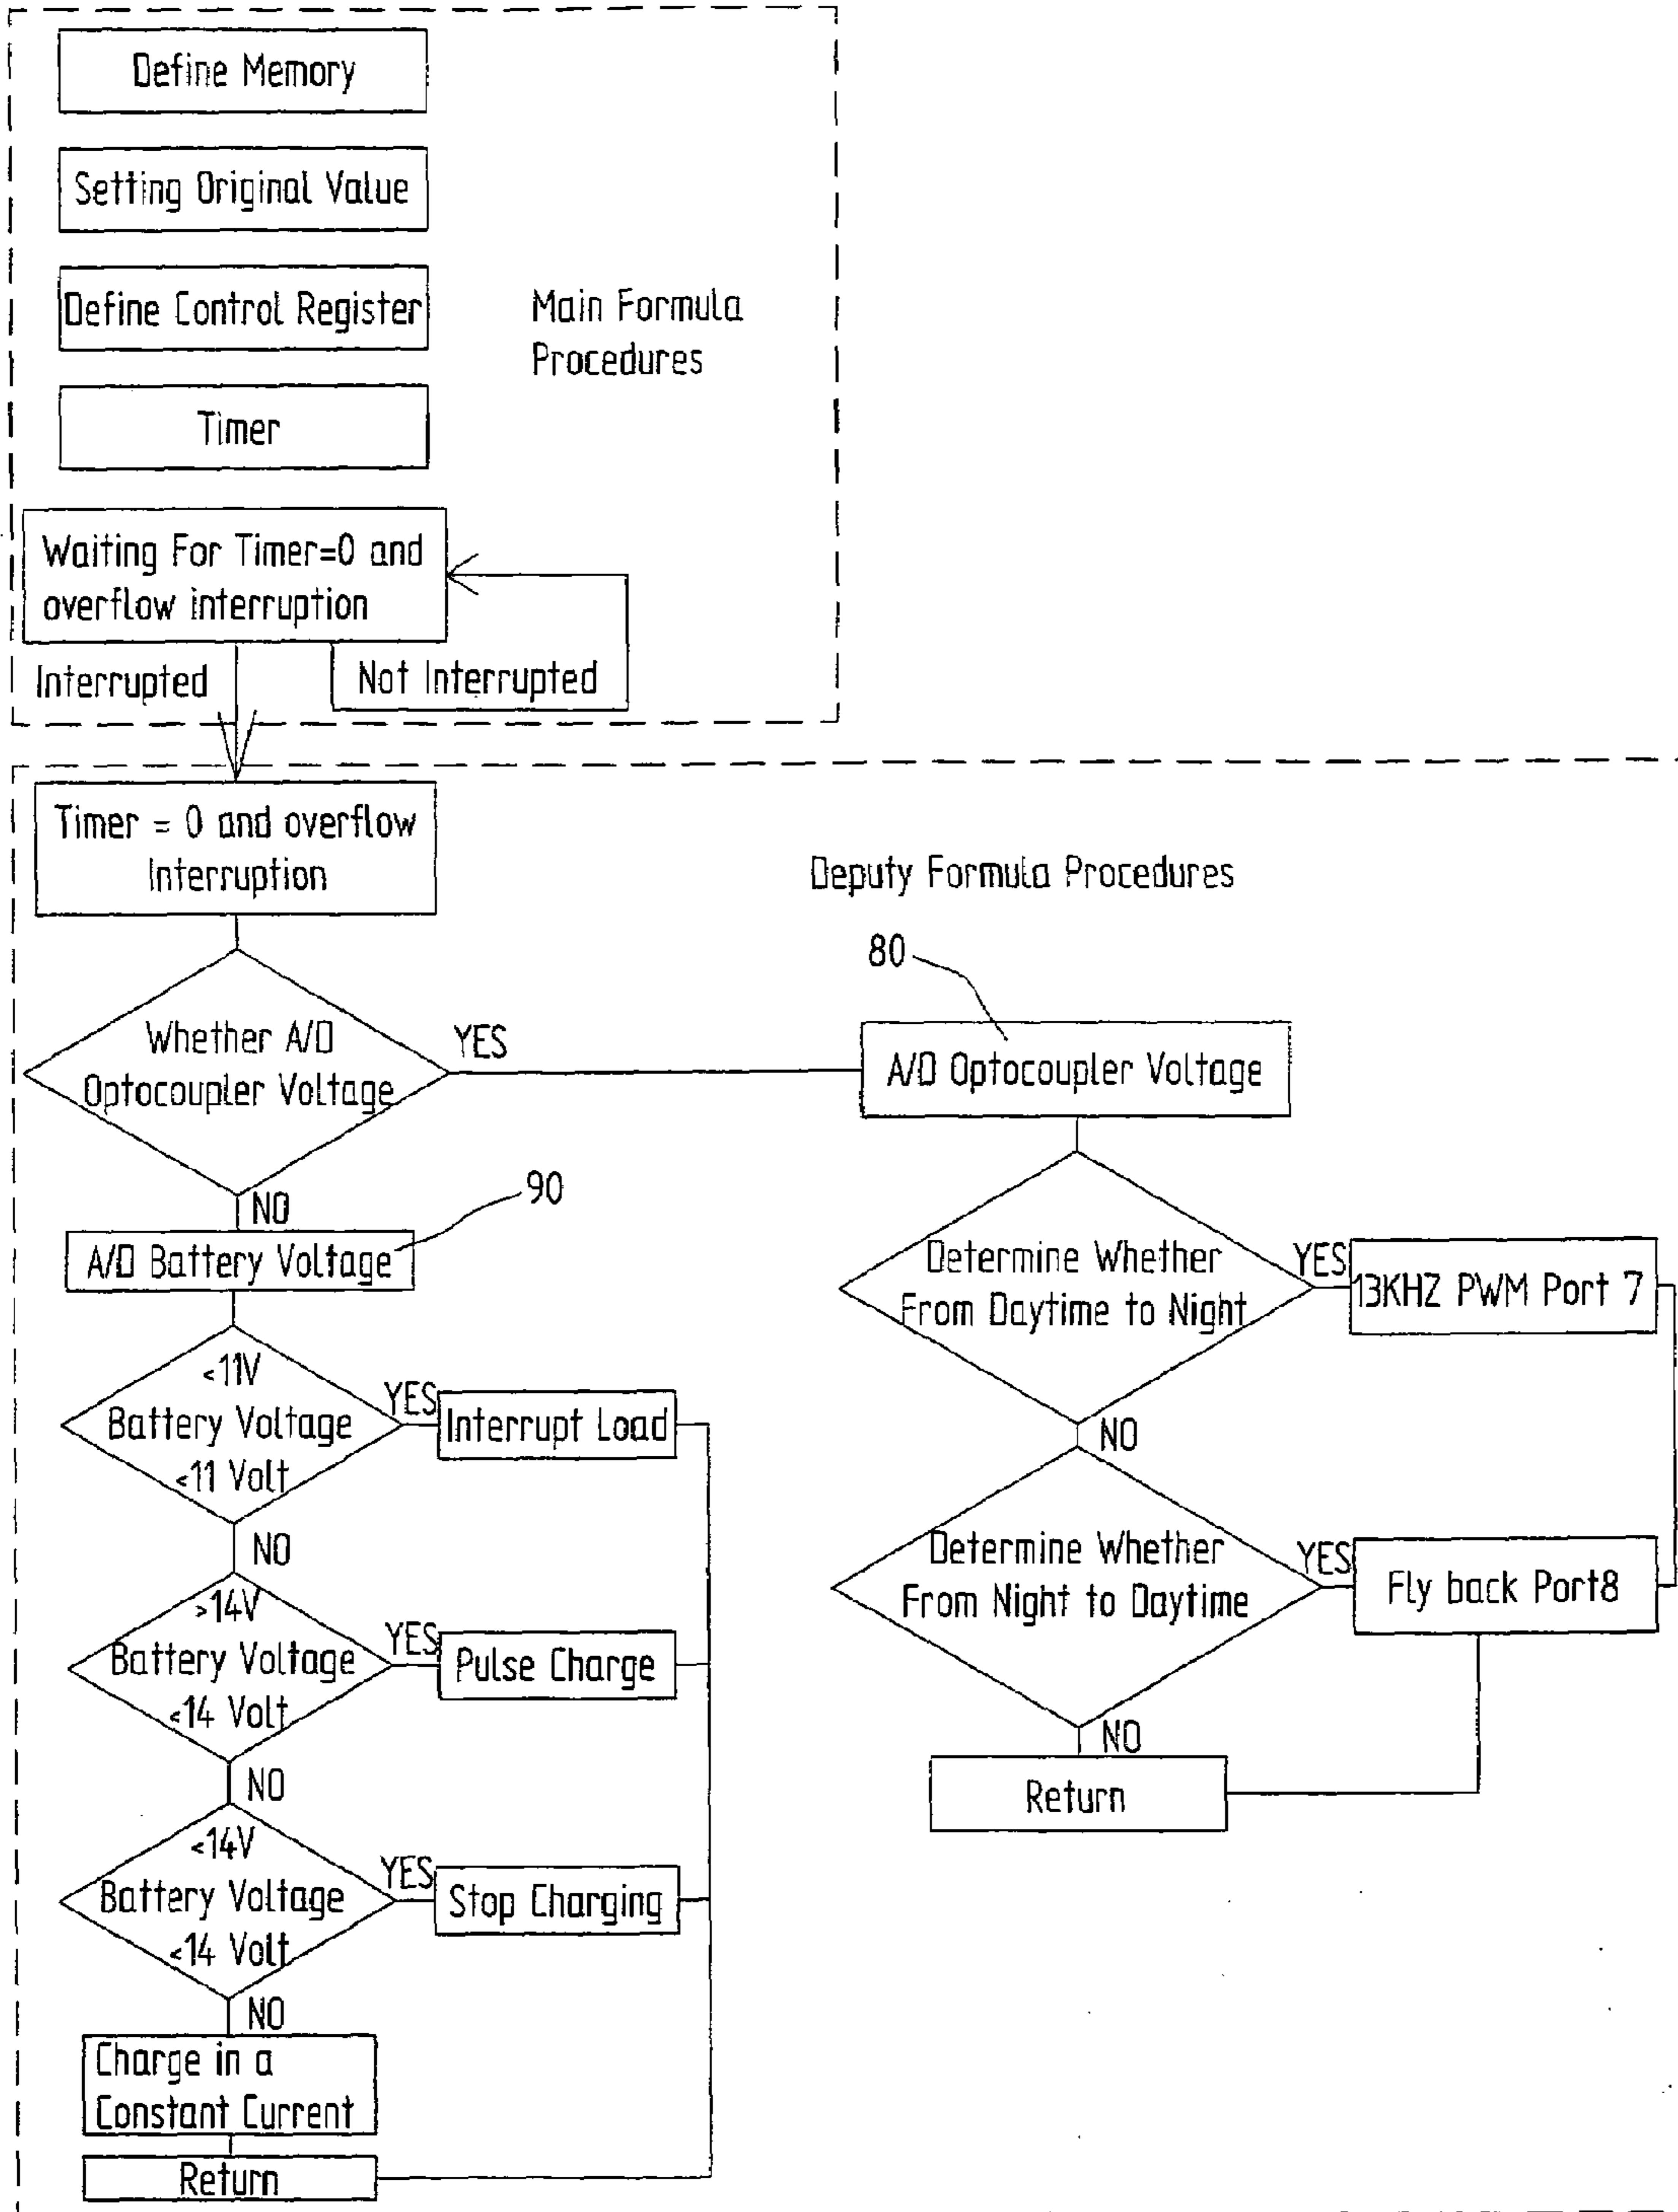 Define Memory
Setting Original Value
Define Control Register
Main Formula
Procedures
Timer
Waiting For Timer=0 and
overflow interruption
Interrupted
Not Interrupted
Timer = 0 and overflow
Interruption
Deputy Formula Procedures
80
Whether A/D
Optocoupler Voltage
YES
A/D Optocoupler Voltage
NO
90
A/D Battery Voltage
Determine Whether
From Daytime to Night
YES
13KHZ PWM Port 7
<11V
Battery Voltage
<11 Volt
YES
Interrupt Load
NO
NO
Determine Whether
From Night to Daytime
YES
Fly back Port8
>14V
Battery Voltage
<14 Volt
YES
Pulse Charge
NO
Return
NO
<14V
Battery Voltage
<14 Volt
YES
Stop Charging
NO
Charge in a
Constant Current
Return